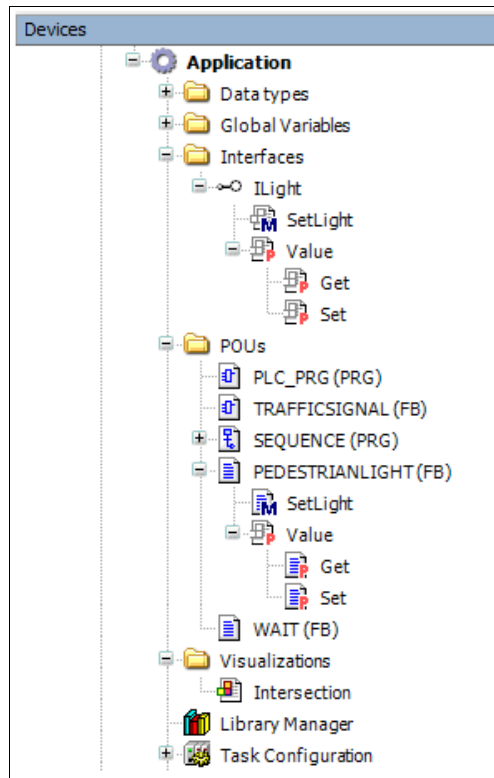 Devices
Application
Data types
Global Variables
Interfaces
ILight
SetLight
Value
Get
Set
POUs
PLC_PRG (PRG)
TRAFFICSIGNAL (FB)
SEQUENCE (PRG)
PEDESTRIANLIGHT (FB)
SetLight
Value
Get
Set
WAIT (FB)
Visualizations
Intersection
Library Manager
Task Configuration